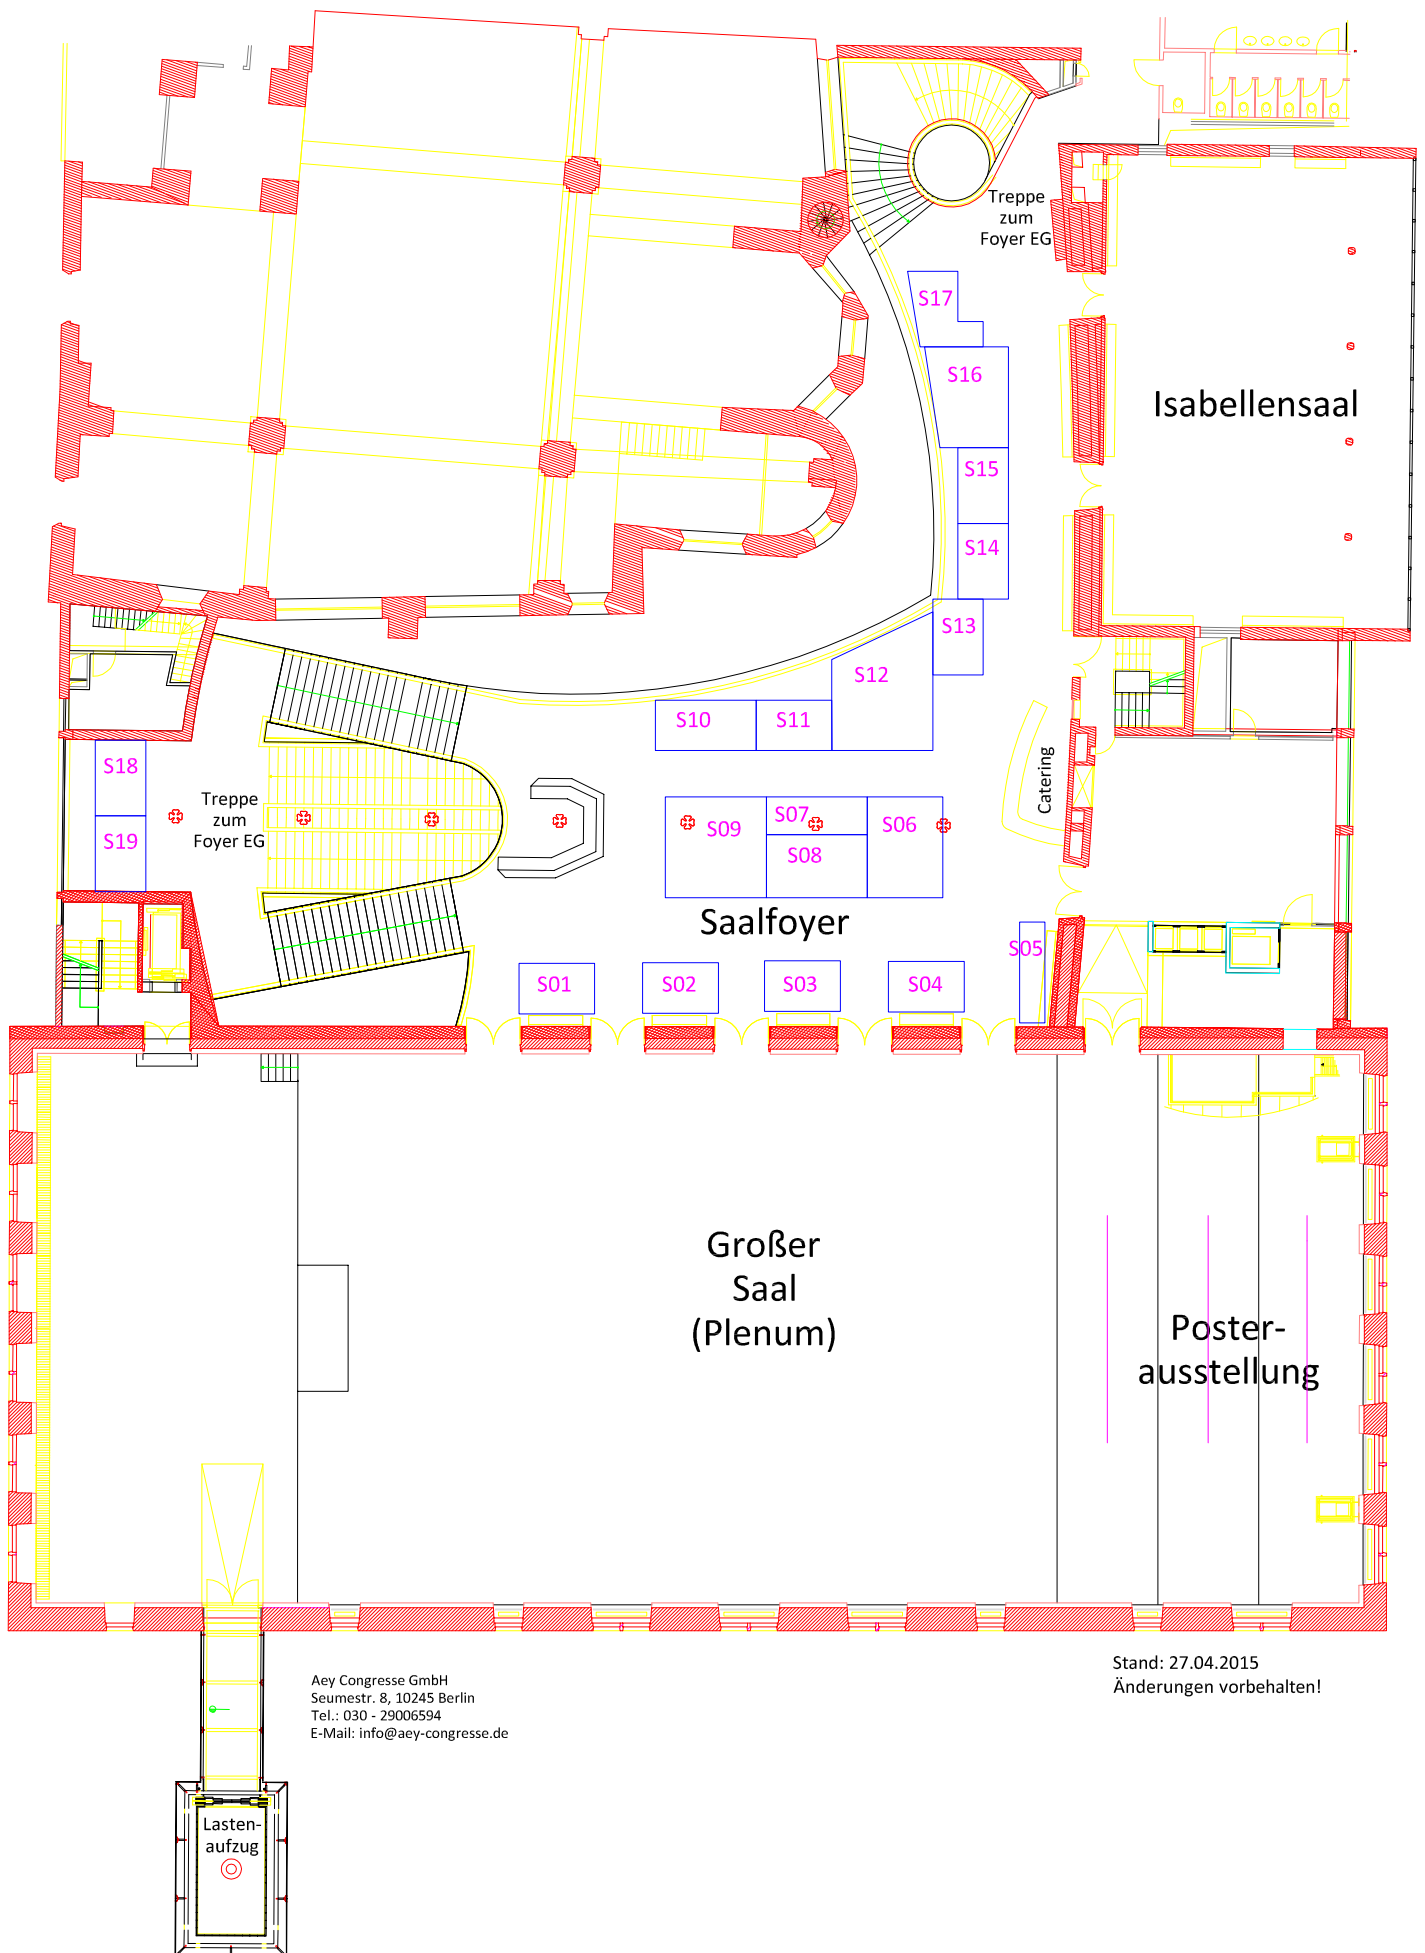 Treppe
zum
Foyer EG
S17
S16
Isabellensaal
S15
S14
S13
S12
S10
S11
S18
S19
Treppe
zum
Foyer EG
Catering
S09
S07
S08
S06
Saalfoyer
S05
S01
S02
S03
S04
Großer
Saal
(Plenum)
Poster-
ausstellung
Aey Congresse GmbH
Seumestr. 8, 10245 Berlin
Tel.: 030 - 29006594
E-Mail: info@aey-congresse.de
Stand: 27.04.2015
Änderungen vorbehalten!
Lasten-
aufzug